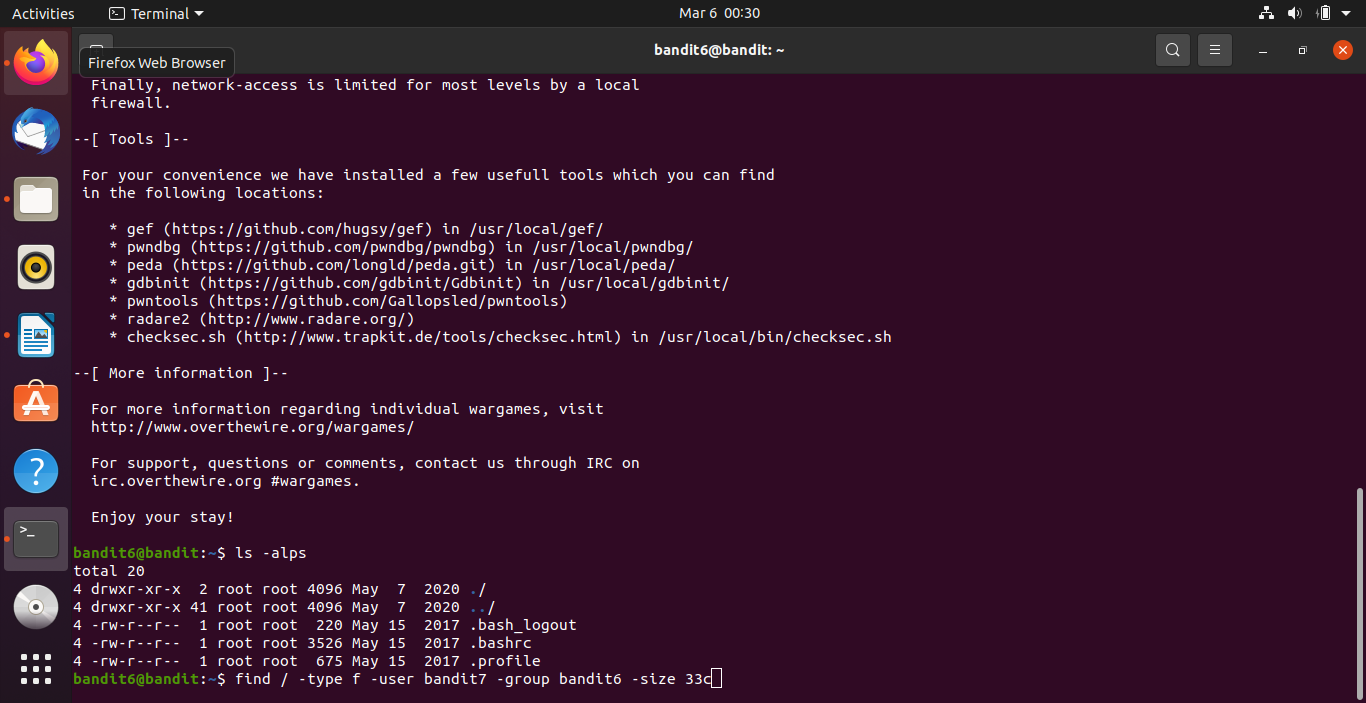 Activities Terminal Mar 6 00:30
bandit6@bandit: ~
Firefox Web Browser
Finally, network-access is limited for most levels by a local
firewall.
--[ Tools ]--
For your convenience we have installed a few usefull tools which you can find
in the following locations:
* gef (https://github.com/hugsy/gef) in /usr/local/gef/
* pwndbg (https://github.com/pwndbg/pwndbg) in /usr/local/pwndbg/
* peda (https://github.com/longld/peda.git) in /usr/local/peda/
* gdbinit (https://github.com/gdbinit/Gdbinit) in /usr/local/gdbinit/
* pwntools (https://github.com/Gallopsled/pwntools)
* radare2 (http://www.radare.org/)
* checksec.sh (http://www.trapkit.de/tools/checksec.html) in /usr/local/bin/checksec.sh
--[ More information ]--
For more information regarding individual wargames, visit
http://www.overthewire.org/wargames/
For support, questions or comments, contact us through IRC on
irc.overthewire.org #wargames.
Enjoy your stay!
bandit6@bandit:~$ ls -alps
total 20
4 drwxr-xr-x  2 root root 4096 May  7  2020 ./
4 drwxr-xr-x 41 root root 4096 May  7  2020 ../
4 -rw-r--r--  1 root root  220 May 15  2017 .bash_logout
4 -rw-r--r--  1 root root 3526 May 15  2017 .bashrc
4 -rw-r--r--  1 root root  675 May 15  2017 .profile
bandit6@bandit:~$ find / -type f -user bandit7 -group bandit6 -size 33c